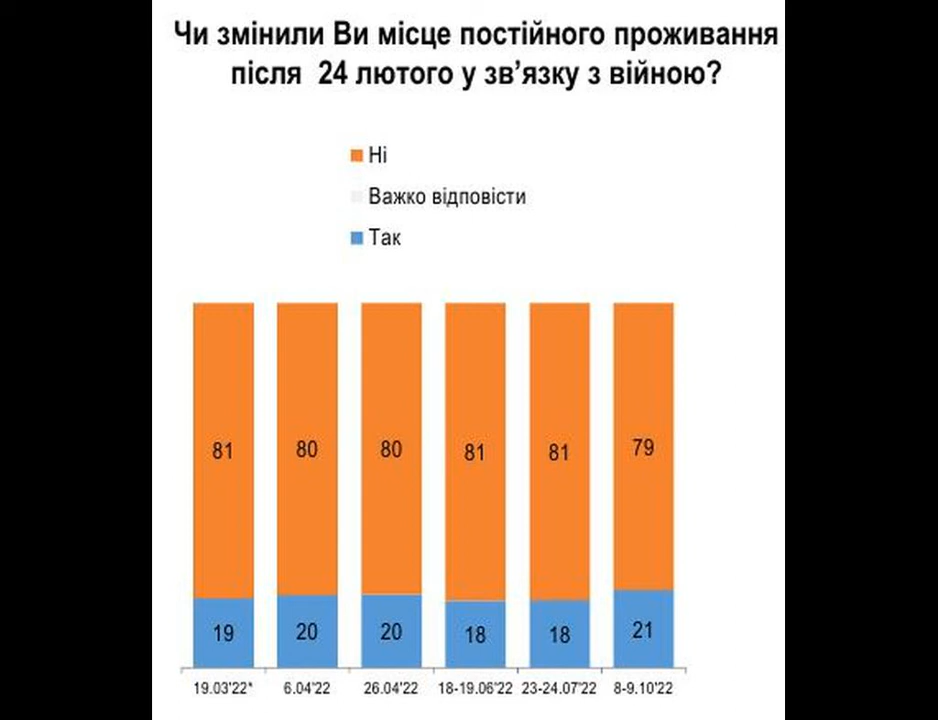 Чи змінили Ви місце постійного проживання
після 24 лютого у зв’язку з війною?
Ні
Важко відповісти
Так
81 80 80 81 81 79
19 20 20 18 18 21
19.03'22* 6.04'22 26.04'22 18-19.06'22 23-24.07'22 8-9.10'22